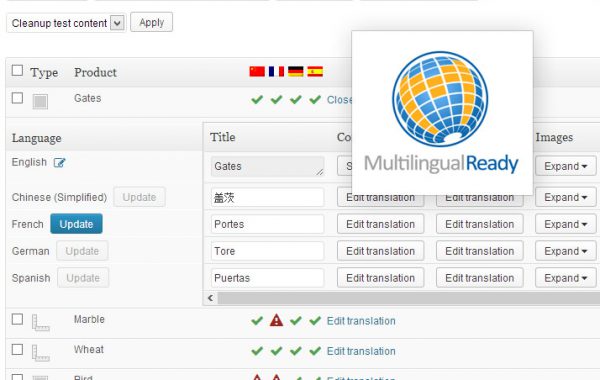 Cleanup test content Apply
Type Product
Gates Close
Language Title Images
English Gates Expand
Chinese (Simplified) Update 盖茨 Edit translation Edit translation Expand
French Update Portes Edit translation Edit translation Expand
German Update Tore Edit translation Edit translation Expand
Spanish Update Puertas Edit translation Edit translation Expand
MultilingualReady
Marble Edit translation
Wheat Edit translation
Bird Edit translation